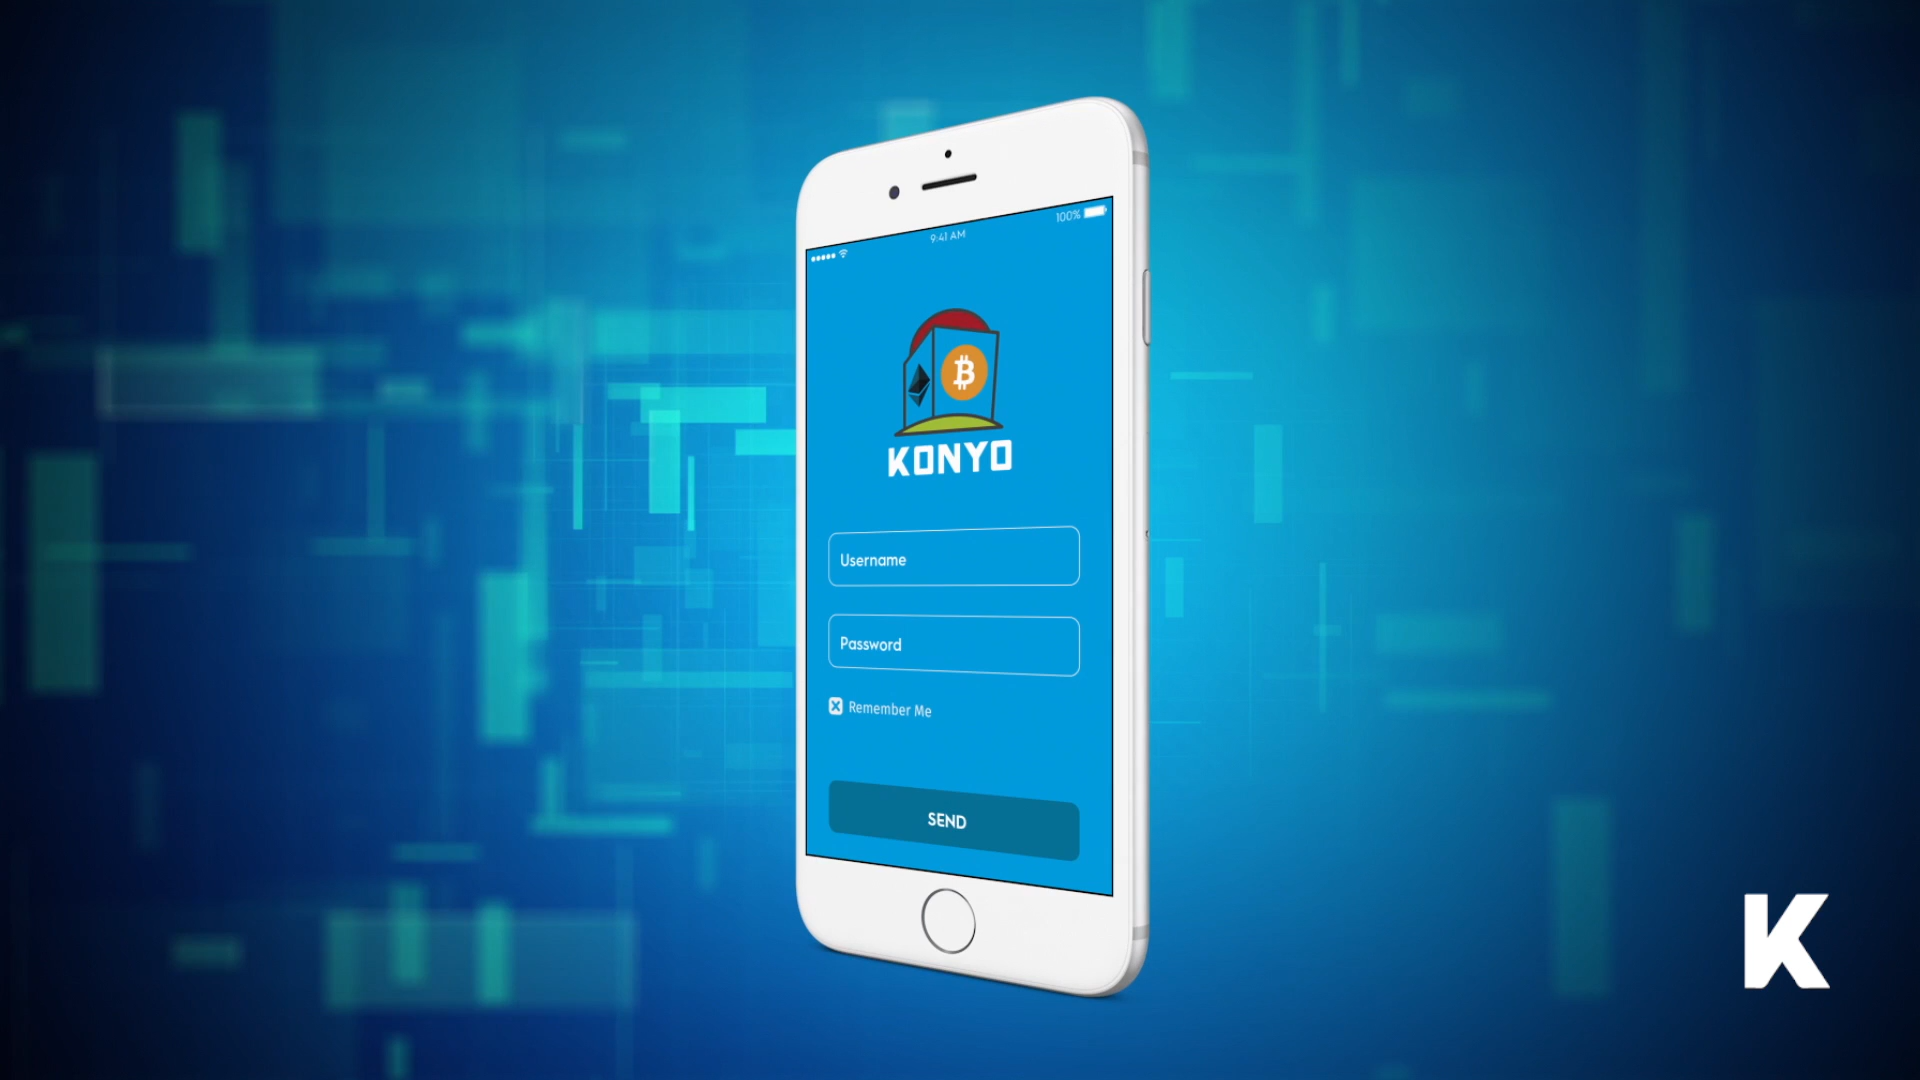 100%
9:41 AM
KONYO
Username
Password
Remember Me
SEND
K